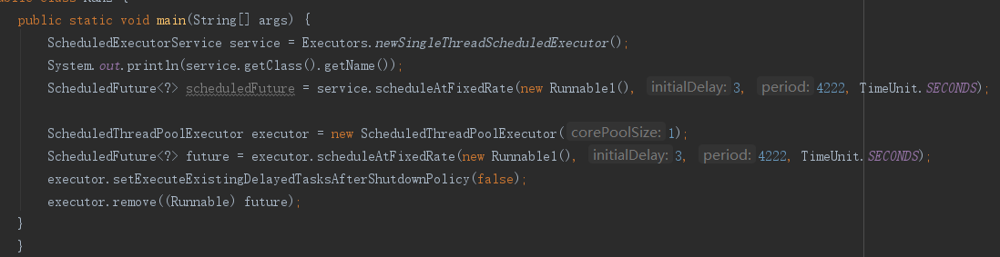 public static void main(String[] args) {
ScheduledExecutorService service = Executors.newSingleThreadScheduledExecutor();
System.out.println(service.getClass().getName());
ScheduledFuture<?> scheduledFuture = service.scheduleAtFixedRate(new Runnable1(), initialDelay: 3, period: 4222, TimeUnit.SECONDS);
ScheduledThreadPoolExecutor executor = new ScheduledThreadPoolExecutor( corePoolSize: 1);
ScheduledFuture<?> future = executor.scheduleAtFixedRate(new Runnable1(), initialDelay: 3, period: 4222, TimeUnit.SECONDS);
executor.setExecuteExistingDelayedTasksAfterShutdownPolicy(false);
executor.remove((Runnable) future);
}
}